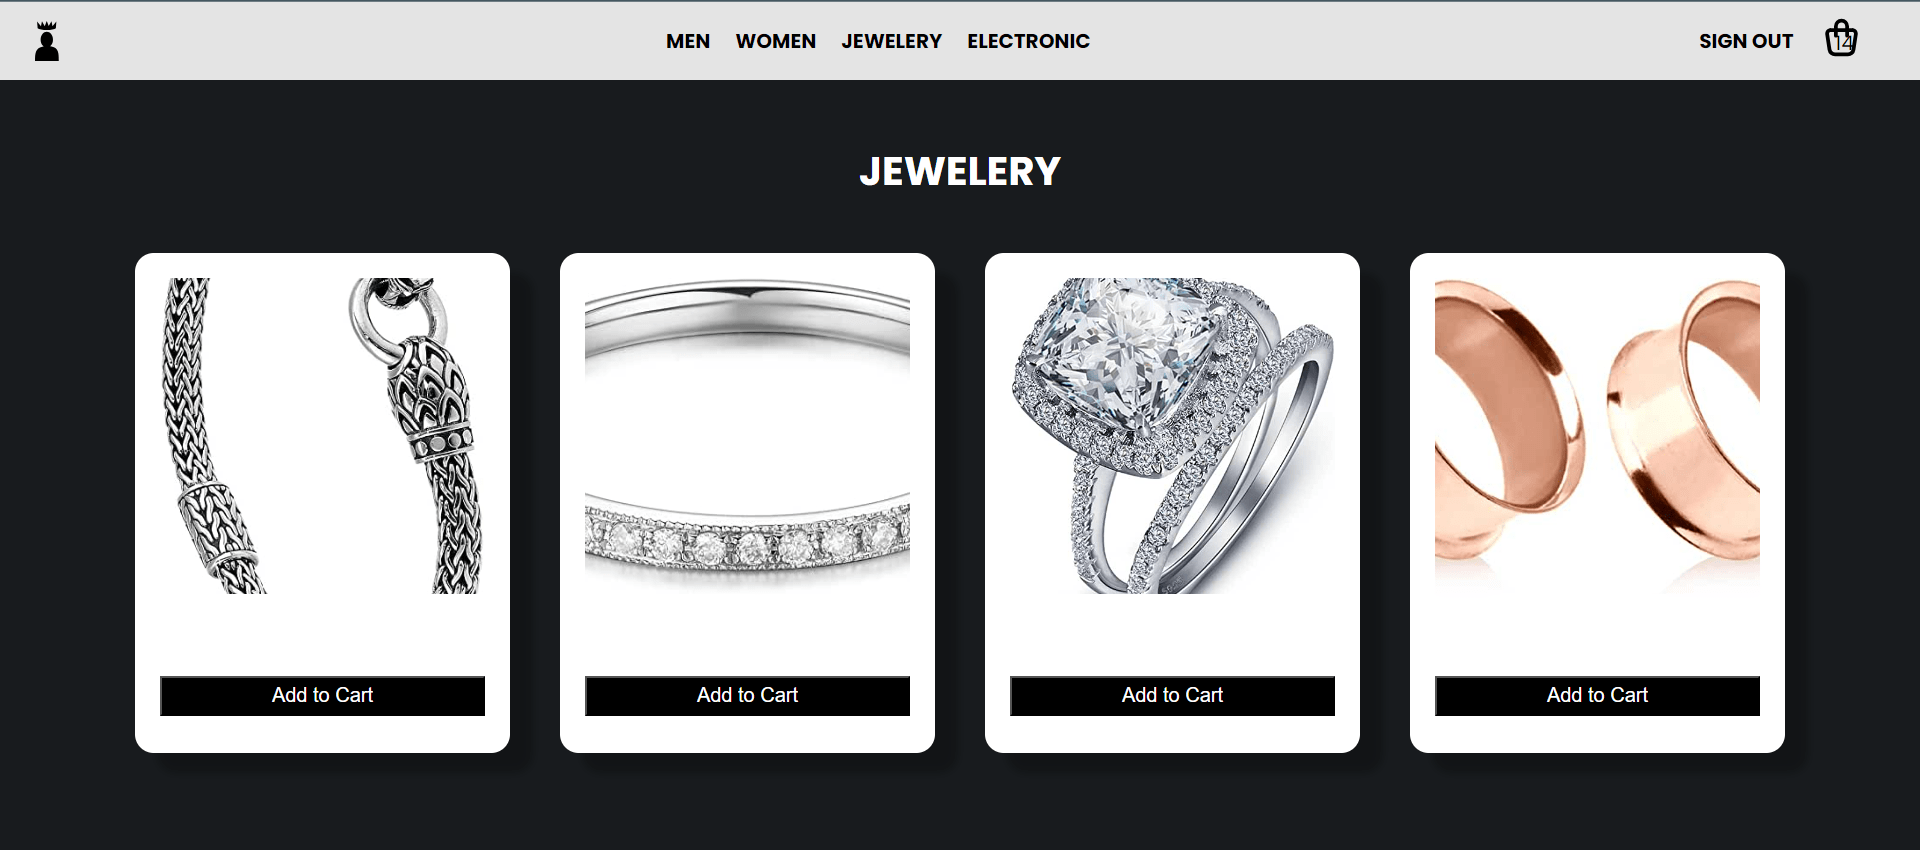 MEN WOMEN JEWELERY ELECTRONIC SIGN OUT 14
JEWELERY
Add to Cart Add to Cart Add to Cart Add to Cart